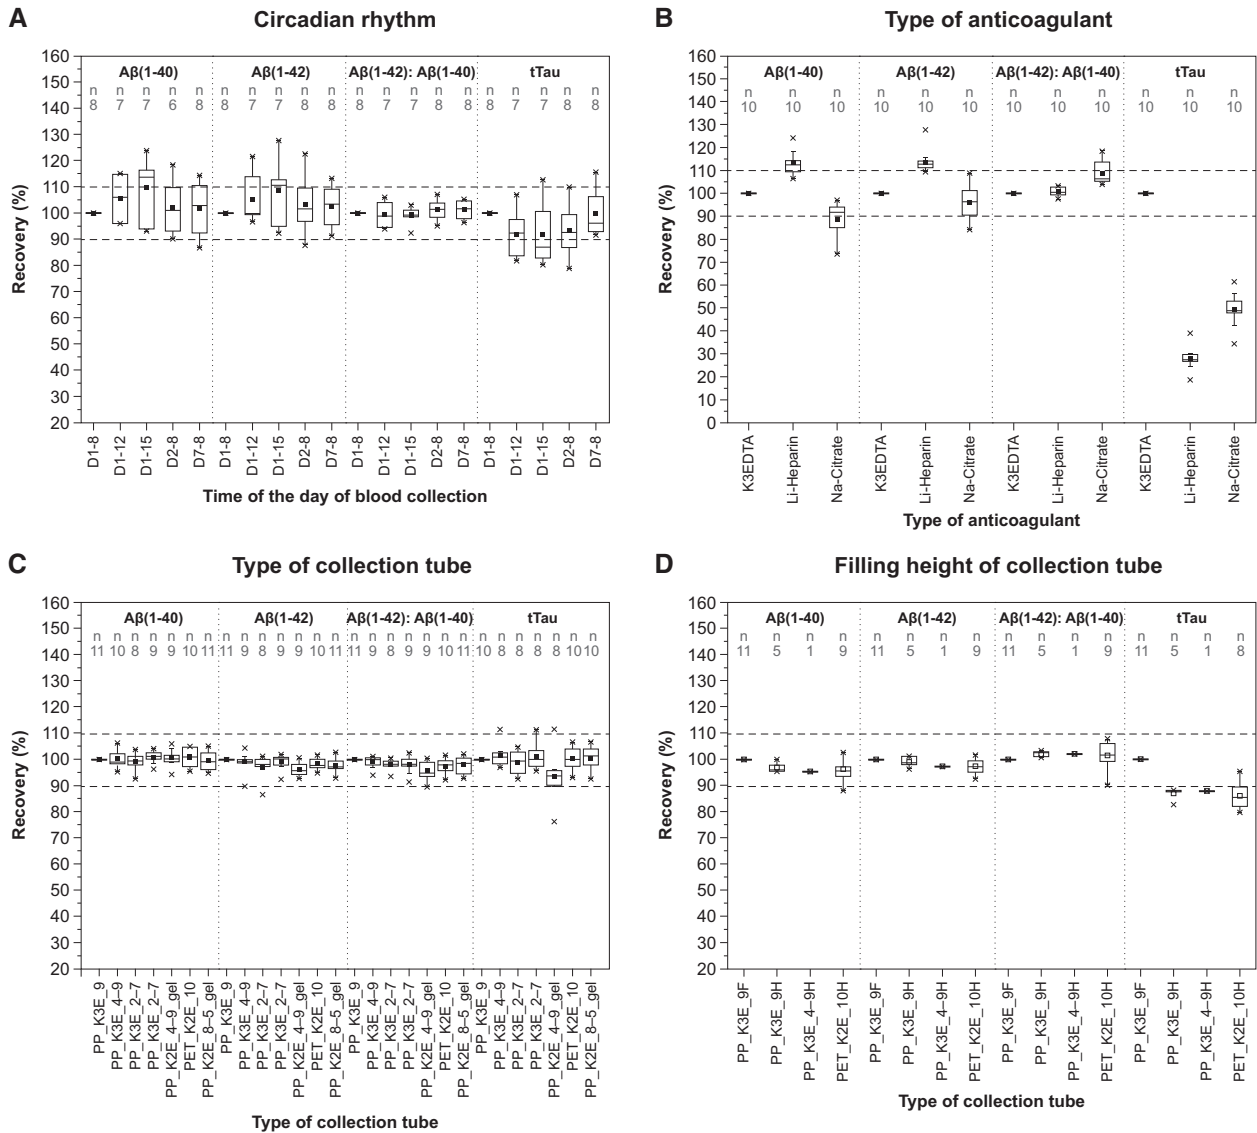 A Circadian rhythm
Aβ(1-40) Aβ(1-42) Aβ(1-42): Aβ(1-40) tTau
n n n n n n n n n n n n n n n n n n n n
8 7 7 6 8 8 7 7 8 8 8 7 7 8 8 8 7 7 8 8
160
150
140
130
120
110
100
90
80
70
60
50
40
30
20
Recovery (%)
D1-8 D1-12 D1-15 D2-8 D7-8 D1-8 D1-12 D1-15 D2-8 D7-8 D1-8 D1-12 D1-15 D2-8 D7-8 D1-8 D1-12 D1-15 D2-8 D7-8
Time of the day of blood collection
B Type of anticoagulant
Aβ(1-40) Aβ(1-42) Aβ(1-42): Aβ(1-40) tTau
n n n n n n n n n n n n
10 10 10 10 10 10 10 10 10 10 10 10
160
150
140
130
120
110
100
90
80
70
60
50
40
30
20
10
0
Recovery (%)
K3EDTA Li-Heparin Na-Citrate K3EDTA Li-Heparin Na-Citrate K3EDTA Li-Heparin Na-Citrate K3EDTA Li-Heparin Na-Citrate
Type of anticoagulant
C Type of collection tube
Aβ(1-40) Aβ(1-42) Aβ(1-42): Aβ(1-40) tTau
n n n n n n n n n n n n n n n n n n n n n n n n n n n n
11 10 8 9 9 10 11 11 9 8 9 9 10 11 11 9 8 9 9 10 11 10 8 8 8 8 10 10
160
150
140
130
120
110
100
90
80
70
60
50
40
30
20
Recovery (%)
PP_K3E_9 PP_K3E_4–9 PP_K3E_2–7 PP_K3E_2–7 PP_K2E_4–9_gel PET_K2E_10 PP_K2E_8–5_gel PP_K3E_9 PP_K3E_4–9 PP_K3E_2–7 PP_K3E_2–7 PP_K2E_4–9_gel PET_K2E_10 PP_K2E_8–5_gel PP_K3E_9 PP_K3E_4–9 PP_K3E_2–7 PP_K3E_2–7 PP_K2E_4–9_gel PET_K2E_10 PP_K2E_8–5_gel PP_K3E_9 PP_K3E_4–9 PP_K3E_2–7 PP_K3E_2–7 PP_K2E_4–9_gel PET_K2E_10 PP_K2E_8–5_gel
Type of collection tube
D Filling height of collection tube
Aβ(1-40) Aβ(1-42) Aβ(1-42): Aβ(1-40) tTau
n n n n n n n n n n n n n n n n
11 5 1 9 11 5 1 9 11 5 1 9 11 5 1 8
160
150
140
130
120
110
100
90
80
70
60
50
40
30
20
Recovery (%)
PP_K3E_9F PP_K3E_9H PP_K3E_4–9H PET_K2E_10H PP_K3E_9F PP_K3E_9H PP_K3E_4–9H PET_K2E_10H PP_K3E_9F PP_K3E_9H PP_K3E_4–9H PET_K2E_10H PP_K3E_9F PP_K3E_9H PP_K3E_4–9H PET_K2E_10H
Type of collection tube